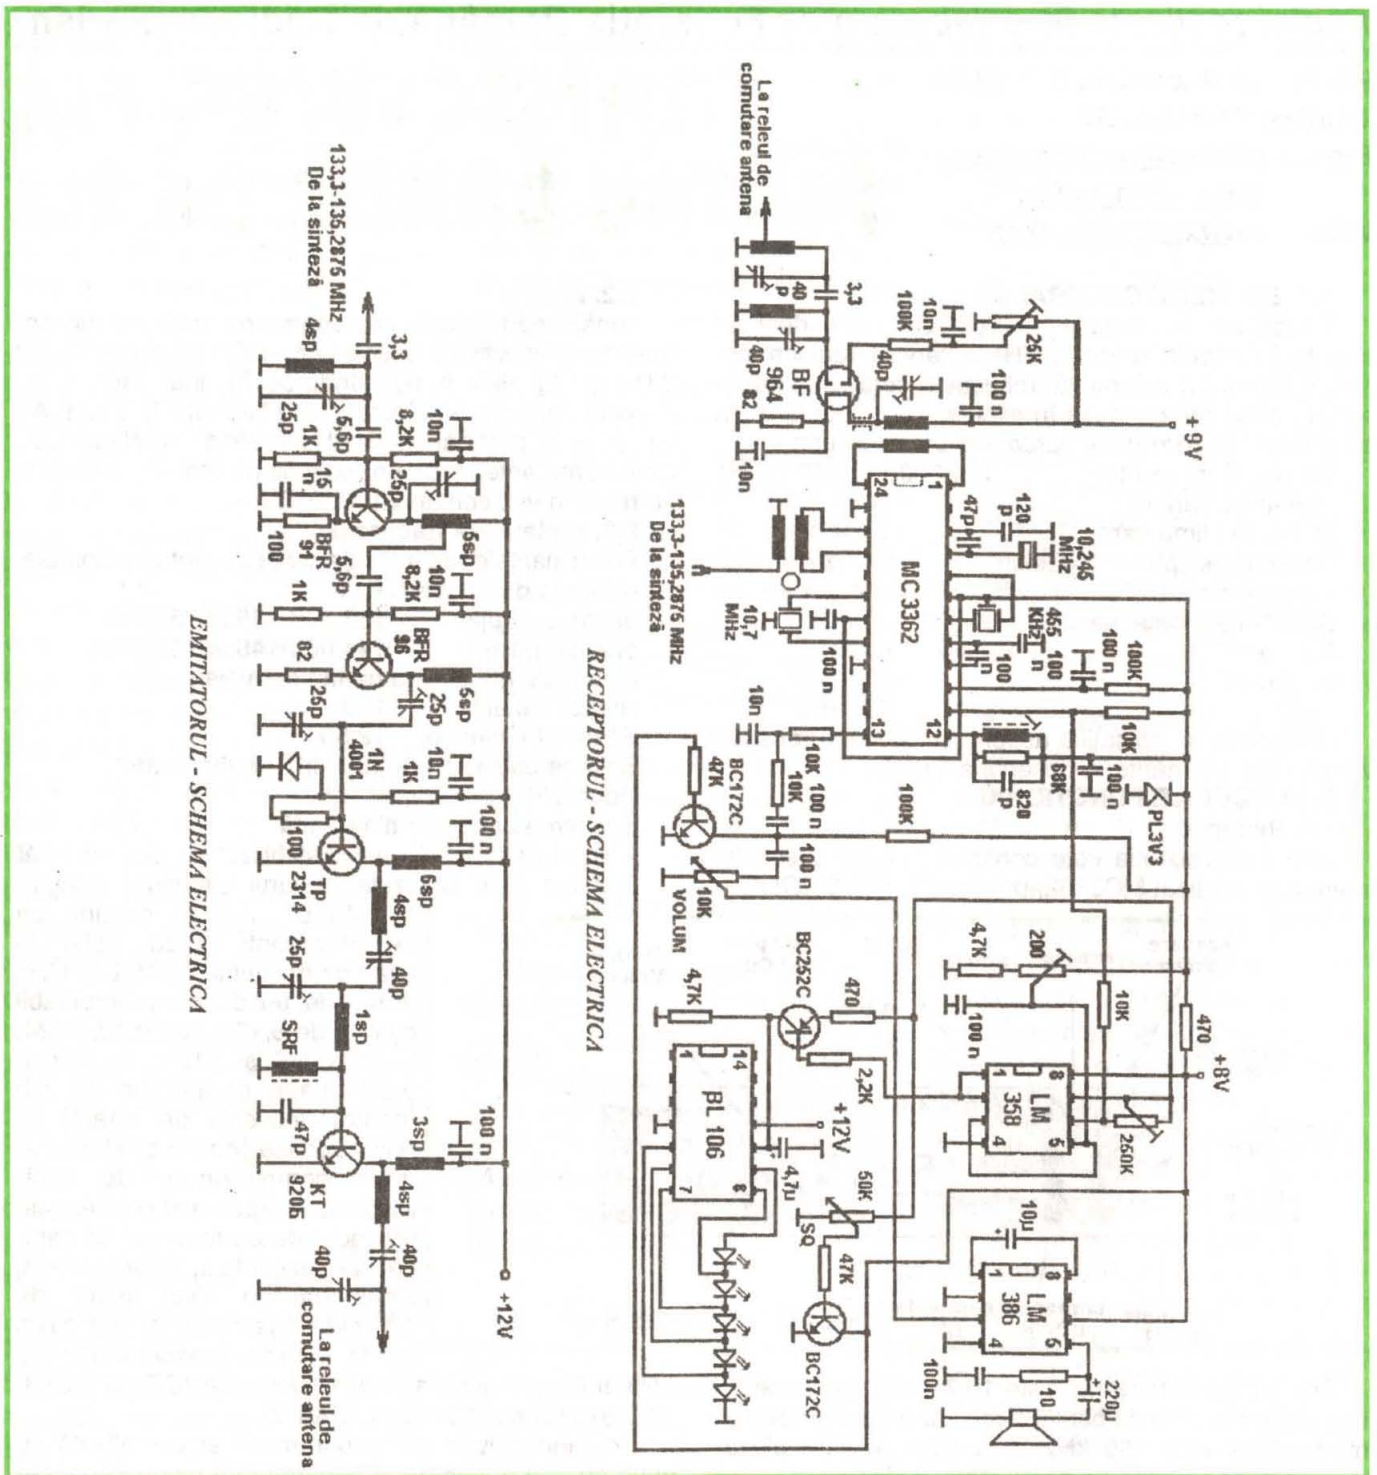 La releul de
comutare antena
40
p
3,3
40p
BF
964
82
10n
100K
10n
40p
25K
100 n
+ 9V
24
1
MC 3362
13
12
47p
120
p
10,245
MHz
455
KHz
100
n
100
n
100 n
100K
10K
68K
820
p
100 n
PL3V3
133,3-135,2875 MHz
De la sinteză
10,7
MHz
100 n
10n
10K
10K
100 n
100 n
47K
BC172C
10K
VOLUM
100K
RECEPTORUL - SCHEMA ELECTRICA
4,7K
BC252C
470
2,2K
4,7K
200
100 n
10K
470
+8V
8
1
LM
358
5
4
250K
14
1
βL 106
8
7
+12V
4,7µ
50K
SQ
47K
BC172C
10µ
8
1
LM
386
5
4
10
100n
220µ
133,3-135,2875 MHz
De la sinteză
3,3
4sp
25p
5,6p
1K
8,2K
10n
25p
15
n
BFR
91
100
5sp
5,6p
1K
8,2K
10n
BFR
96
82
5sp
25p
25p
1N
4001
1K
10n
100
TP
2314
100 n
5sp
4sp
40p
25p
1sp
SRF
47p
KT
920Б
3sp
100 n
4sp
40p
40p
+12V
La releul de
comutare antena
EMITATORUL - SCHEMA ELECTRICA